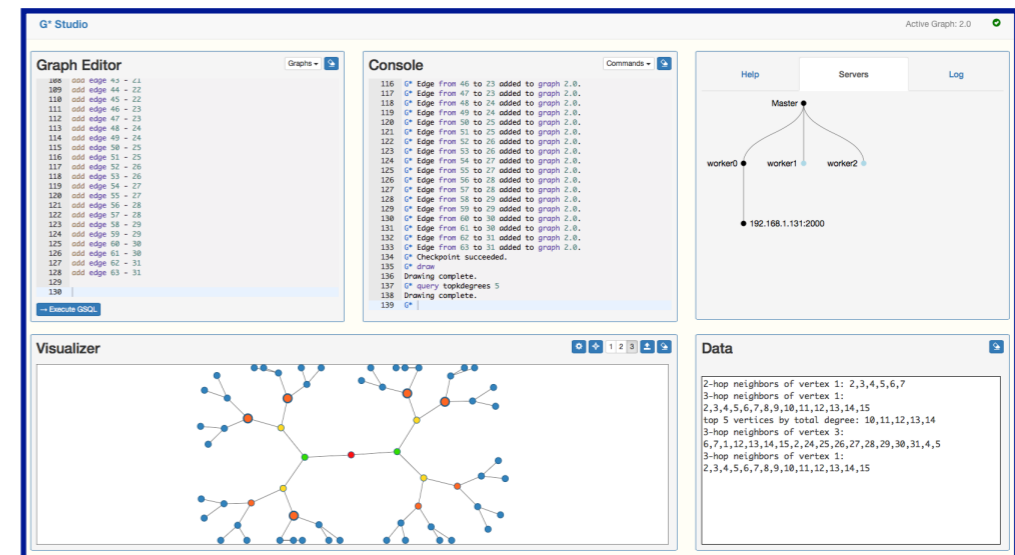 G* Studio
Active Graph: 2.0
Graph Editor
Graphs
108 add edge 43 - 21
109 add edge 44 - 22
110 add edge 45 - 22
111 add edge 46 - 23
112 add edge 47 - 23
113 add edge 48 - 24
114 add edge 49 - 24
115 add edge 50 - 25
116 add edge 51 - 25
117 add edge 52 - 26
118 add edge 53 - 26
119 add edge 54 - 27
120 add edge 55 - 27
121 add edge 56 - 28
122 add edge 57 - 28
123 add edge 58 - 29
124 add edge 59 - 29
125 add edge 60 - 30
126 add edge 61 - 30
127 add edge 62 - 31
128 add edge 63 - 31
129
130
→ Execute GSQL
Console
Commands
116 G* Edge from 46 to 23 added to graph 2.0.
117 G* Edge from 47 to 23 added to graph 2.0.
118 G* Edge from 48 to 24 added to graph 2.0.
119 G* Edge from 49 to 24 added to graph 2.0.
120 G* Edge from 50 to 25 added to graph 2.0.
121 G* Edge from 51 to 25 added to graph 2.0.
122 G* Edge from 52 to 26 added to graph 2.0.
123 G* Edge from 53 to 26 added to graph 2.0.
124 G* Edge from 54 to 27 added to graph 2.0.
125 G* Edge from 55 to 27 added to graph 2.0.
126 G* Edge from 56 to 28 added to graph 2.0.
127 G* Edge from 57 to 28 added to graph 2.0.
128 G* Edge from 58 to 29 added to graph 2.0.
129 G* Edge from 59 to 29 added to graph 2.0.
130 G* Edge from 60 to 30 added to graph 2.0.
131 G* Edge from 61 to 30 added to graph 2.0.
132 G* Edge from 62 to 31 added to graph 2.0.
133 G* Edge from 63 to 31 added to graph 2.0.
134 G* Checkpoint succeeded.
135 G* draw
136 Drawing complete.
137 G* query topkdegrees 5
138 Drawing complete.
139 G*
Help Servers Log
Master
worker0 worker1 worker2
192.168.1.131:2000
Visualizer
1 2 3
Data
2-hop neighbors of vertex 1: 2,3,4,5,6,7
3-hop neighbors of vertex 1:
2,3,4,5,6,7,8,9,10,11,12,13,14,15
top 5 vertices by total degree: 10,11,12,13,14
3-hop neighbors of vertex 3:
6,7,1,12,13,14,15,2,24,25,26,27,28,29,30,31,4,5
3-hop neighbors of vertex 1:
2,3,4,5,6,7,8,9,10,11,12,13,14,15